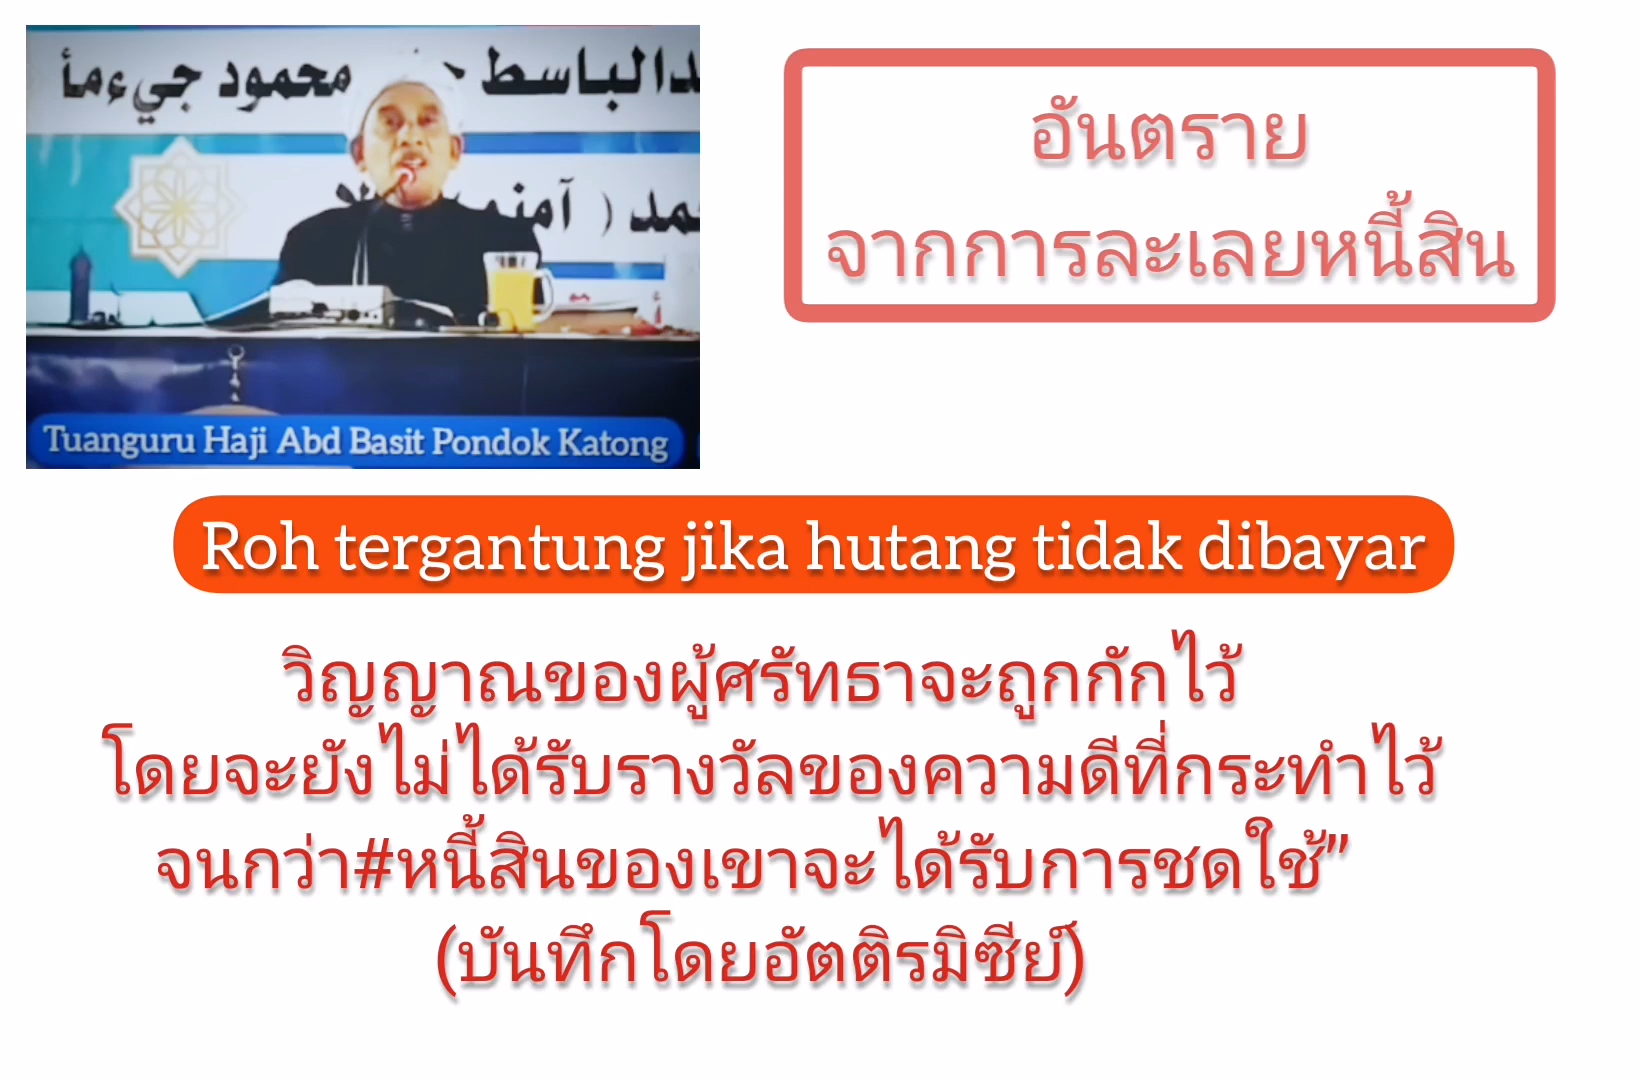 محمود جيءمأ
دالباسط
مد ( آمنه
Tuanguru Haji Abd Basit Pondok Katong
อันตราย
จากการละเลยหนี้สิน
Roh tergantung jika hutang tidak dibayar
วิญญาณของผู้ศรัทธาจะถูกกักไว้
โดยจะยังไม่ได้รับรางวัลของความดีที่กระทำไว้
จนกว่า#หนี้สินของเขาจะได้รับการชดใช้”
(บันทึกโดยอัตติรมิซีย์)